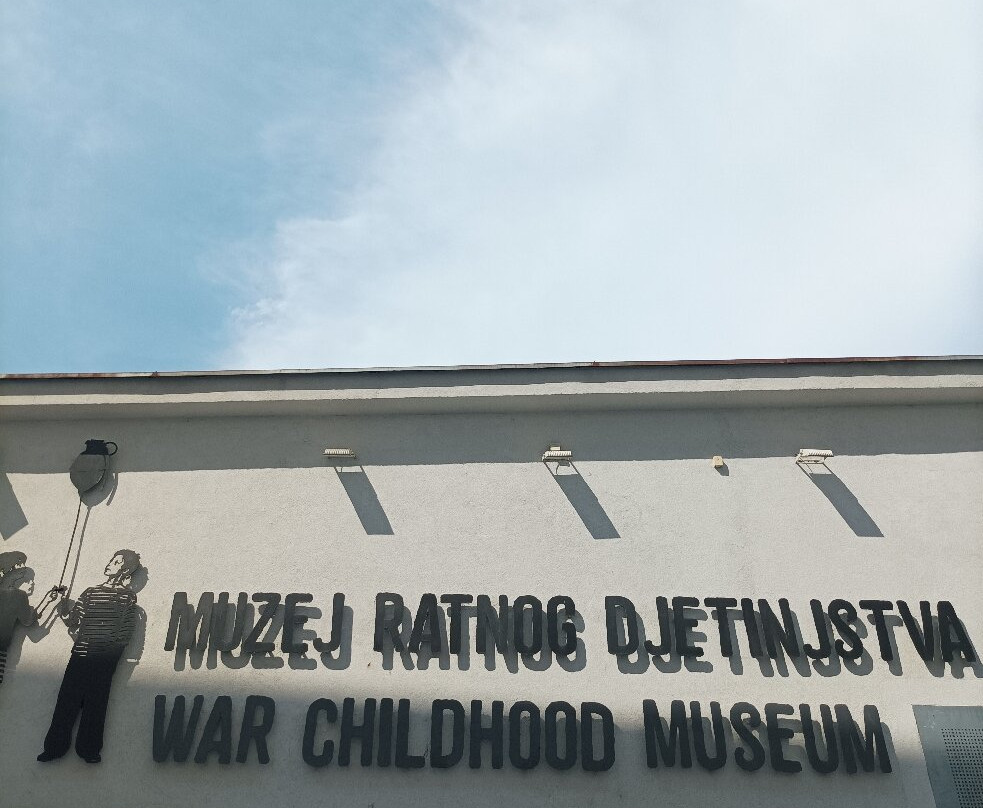 MUZEJ RATNOG DJETINJSTVA
WAR CHILDHOOD MUSEUM